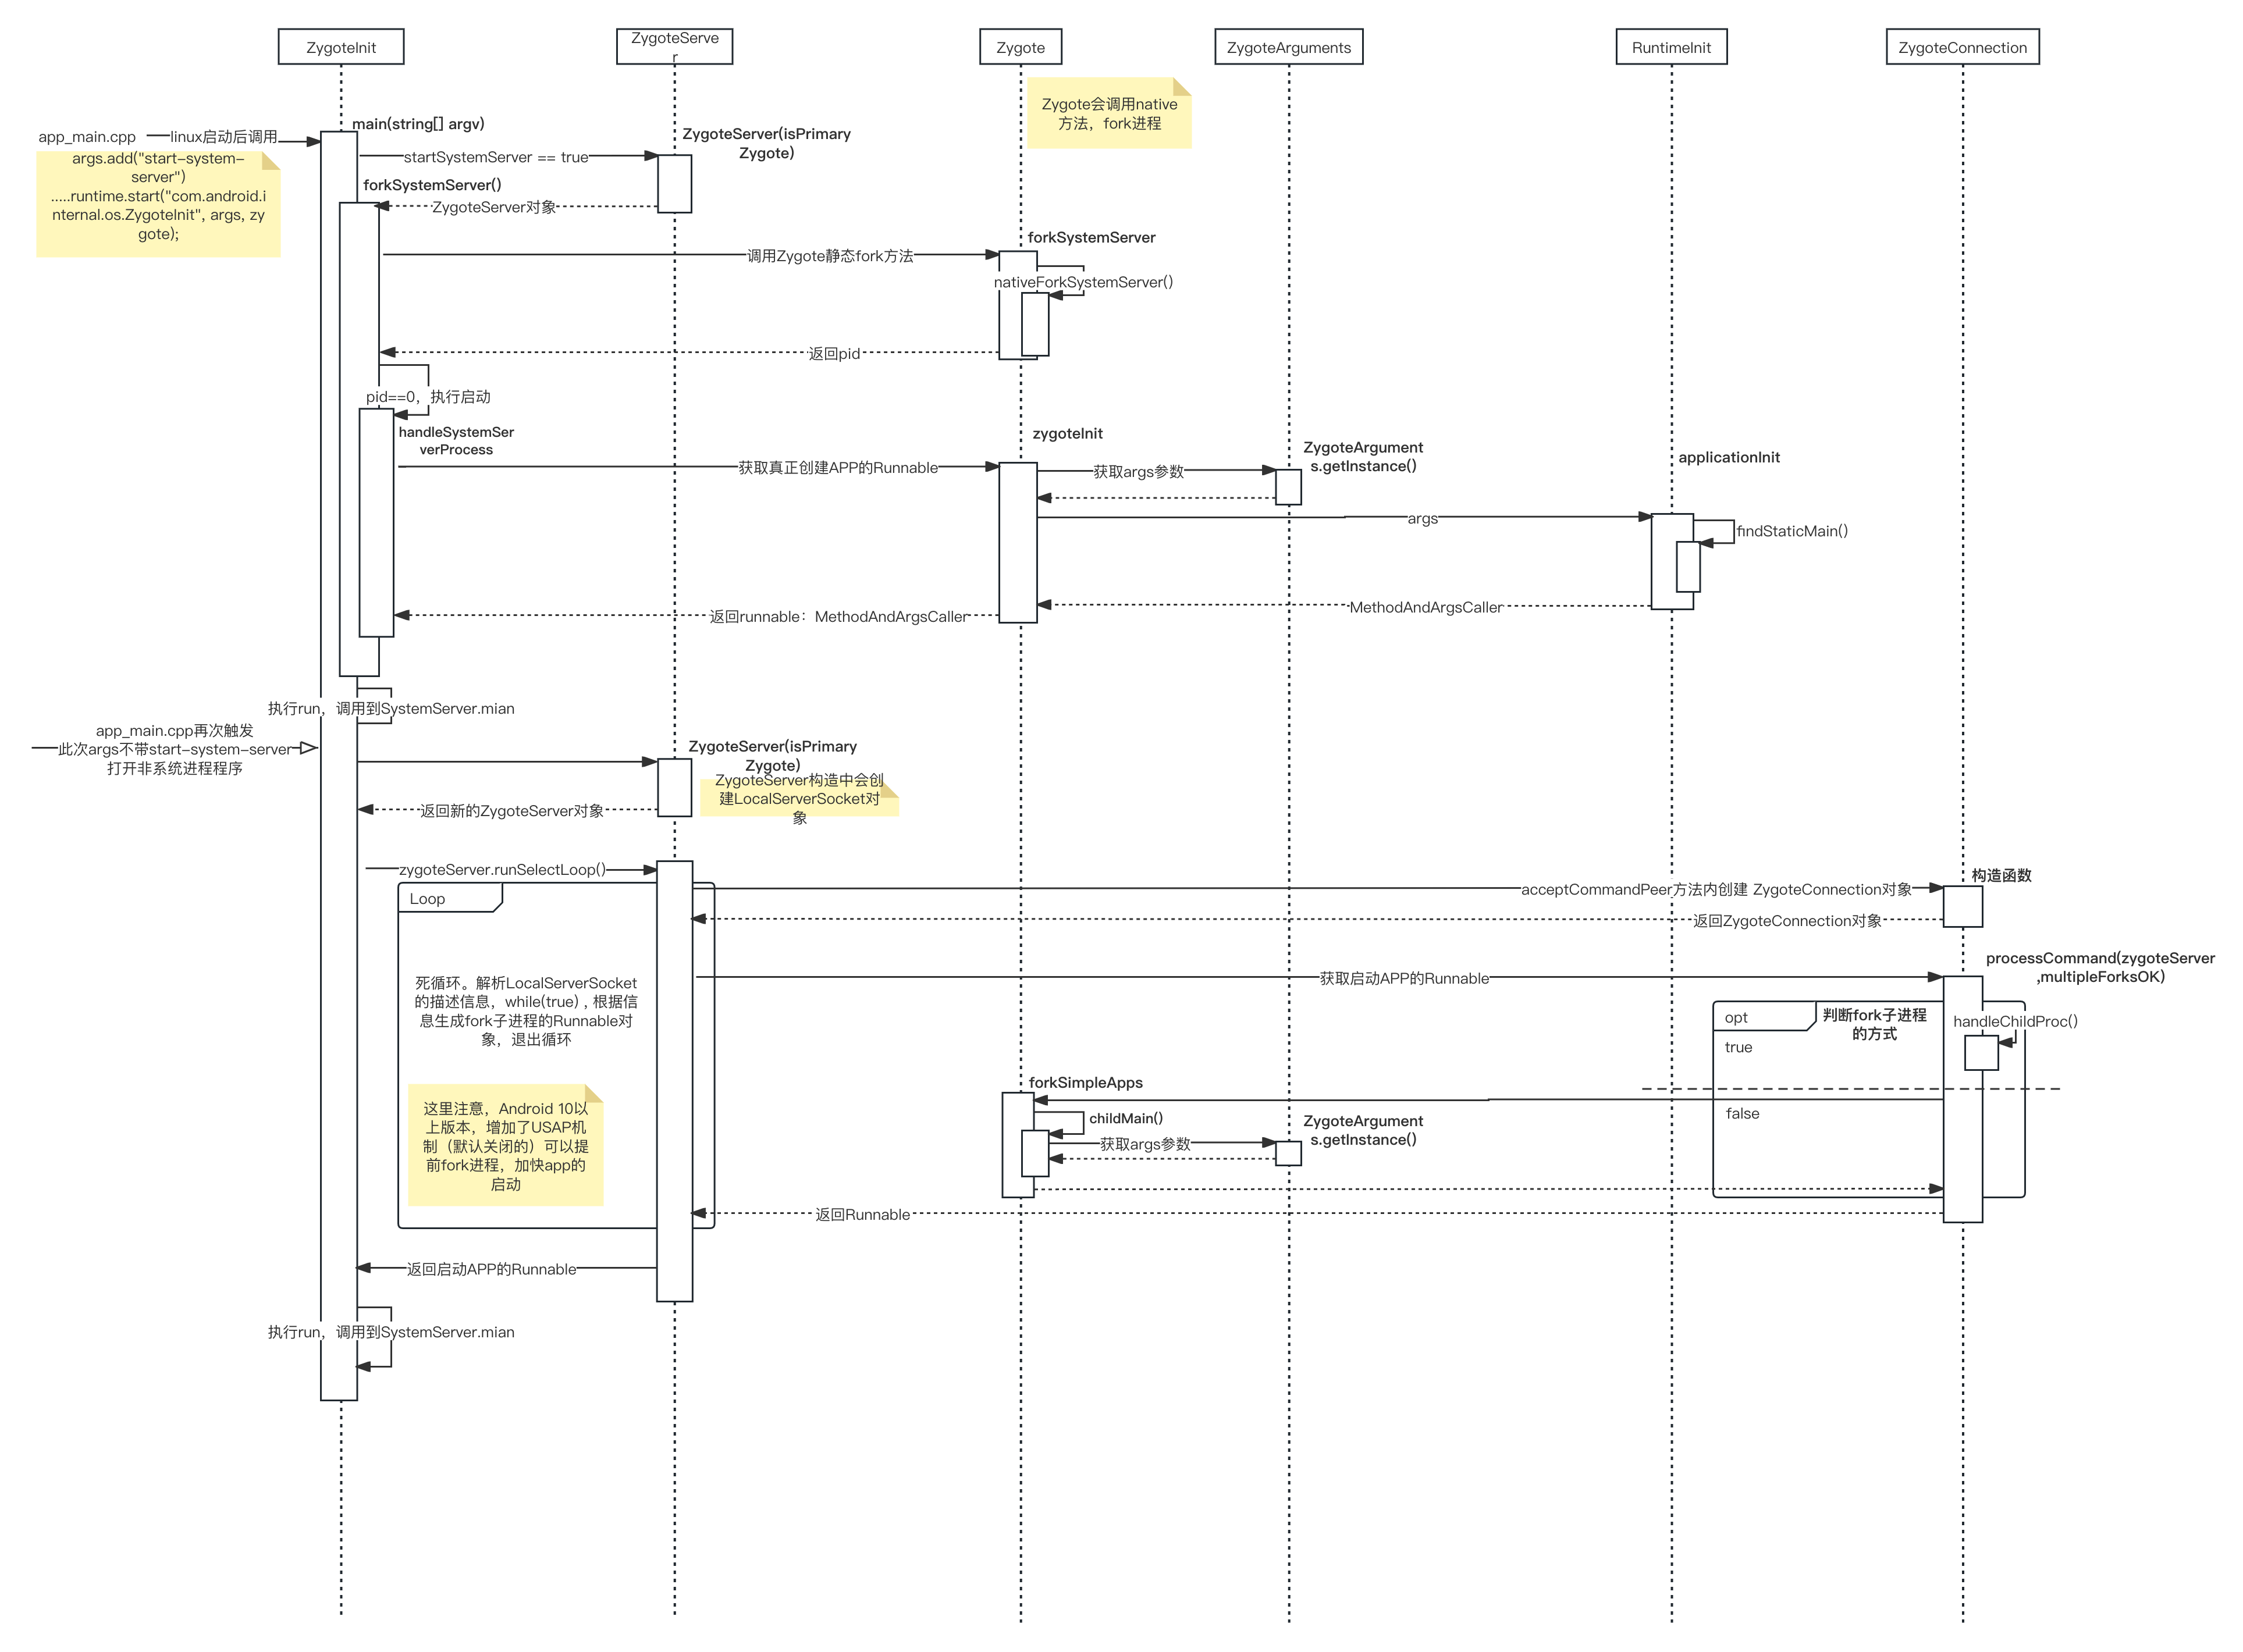 ZygoteInit
ZygoteServe
r
Zygote
ZygoteArguments
RuntimeInit
ZygoteConnection
Zygote会调用native
方法，fork进程
main(string[] argv)
app_main.cpp
linux启动后调用
ZygoteServer(isPrimary
Zygote)
startSystemServer == true
args.add("start-system-
server")
.....runtime.start("com.android.i
nternal.os.ZygoteInit", args, zy
gote);
forkSystemServer()
ZygoteServer对象
forkSystemServer
调用Zygote静态fork方法
nativeForkSystemServer()
返回pid
pid==0，执行启动
handleSystemSer
verProcess
zygoteInit
ZygoteArgument
s.getInstance()
applicationInit
获取真正创建APP的Runnable
获取args参数
args
findStaticMain()
MethodAndArgsCaller
返回runnable：MethodAndArgsCaller
执行run，调用到SystemServer.mian
app_main.cpp再次触发
此次args不带start-system-server
打开非系统进程程序
ZygoteServer(isPrimary
Zygote)
ZygoteServer构造中会创
建LocalServerSocket对
象
返回新的ZygoteServer对象
zygoteServer.runSelectLoop()
构造函数
acceptCommandPeer方法内创建 ZygoteConnection对象
Loop
返回ZygoteConnection对象
processCommand(zygoteServer
,multipleForksOK)
获取启动APP的Runnable
死循环。解析LocalServerSocket
的描述信息，while(true) , 根据信
息生成fork子进程的Runnable对
象，退出循环
opt
判断fork子进程
的方式
handleChildProc()
true
forkSimpleApps
这里注意，Android 10以
上版本，增加了USAP机
制（默认关闭的）可以提
前fork进程，加快app的
启动
childMain()
ZygoteArgument
s.getInstance()
false
获取args参数
返回Runnable
返回启动APP的Runnable
执行run，调用到SystemServer.mian